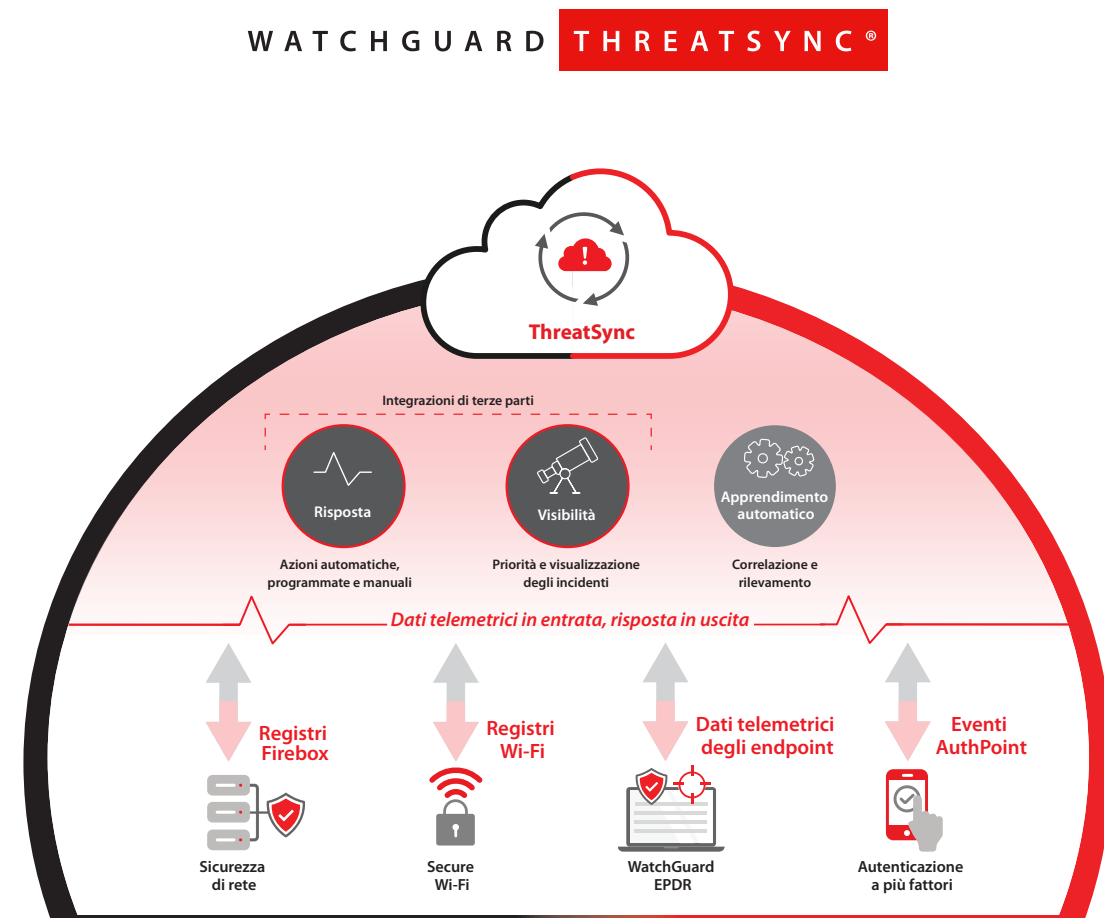 WATCHGUARD THREATSYNC®
ThreatSync
Integrazioni di terze parti
Risposta
Visibilità
Apprendimento
automatico
Azioni automatiche,
programmate e manuali
Priorità e visualizzazione
degli incidenti
Correlazione e
rilevamento
Dati telemetrici in entrata, risposta in uscita
Registri
Firebox
Registri
Wi-Fi
Dati telemetrici
degli endpoint
Eventi
AuthPoint
Sicurezza
di rete
Secure
Wi-Fi
WatchGuard
EPDR
Autenticazione
a più fattori